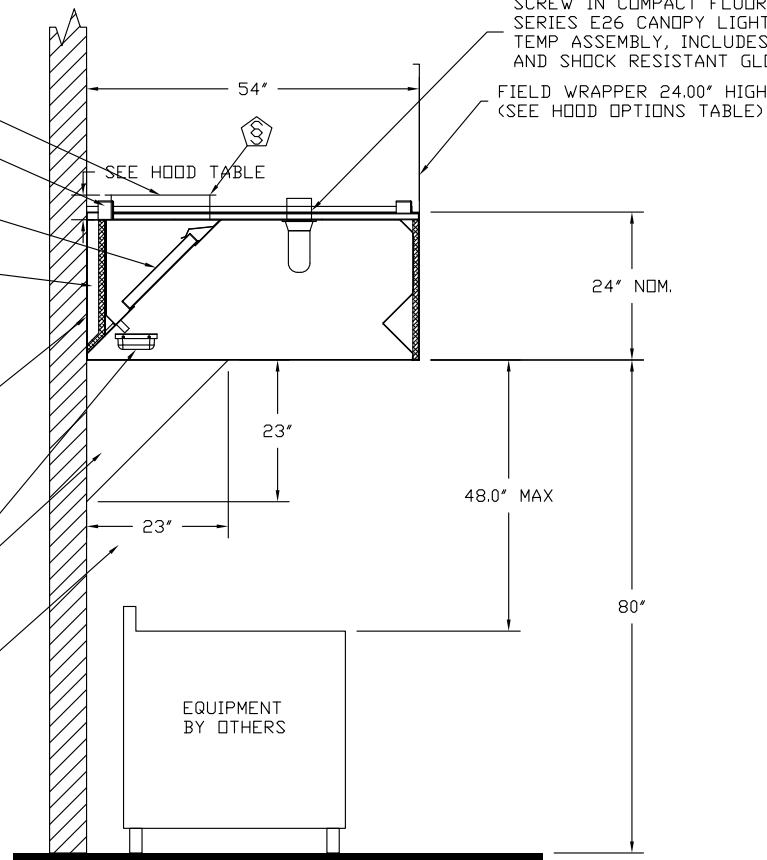 SCREW IN COMPACT FLUOR
SERIES E26 CANOPY LIGHT
TEMP ASSEMBLY, INCLUDES
AND SHOCK RESISTANT GLO
54"
FIELD WRAPPER 24.00" HIGH
(SEE HOOD OPTIONS TABLE)
SEE HOOD TABLE
24" NOM.
23"
48.0" MAX
23"
80"
EQUIPMENT
BY OTHERS